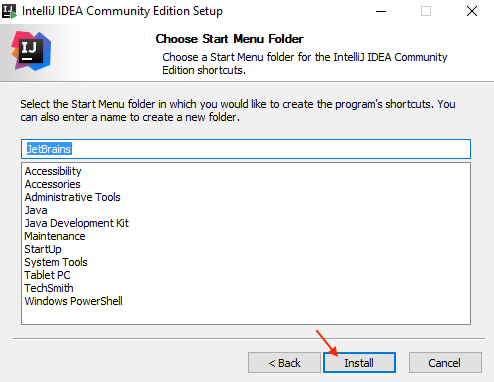 IJ IntelliJ IDEA Community Edition Setup
IJ
Choose Start Menu Folder
Choose a Start Menu folder for the IntelliJ IDEA Community
Edition shortcuts.
Select the Start Menu folder in which you would like to create the program's shortcuts. You
can also enter a name to create a new folder.
JetBrains
Accessibility
Accessories
Administrative Tools
Java
Java Development Kit
Maintenance
StartUp
System Tools
Tablet PC
TechSmith
Windows PowerShell
< Back Install Cancel